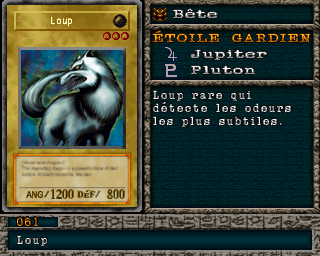 Loup
ANG/1200 DÉF/ 800
Bête
ÉTOILE GARDIEN
Jupiter
Pluton
Loup rare qui
détecte les odeurs
les plus subtiles.
061
Loup